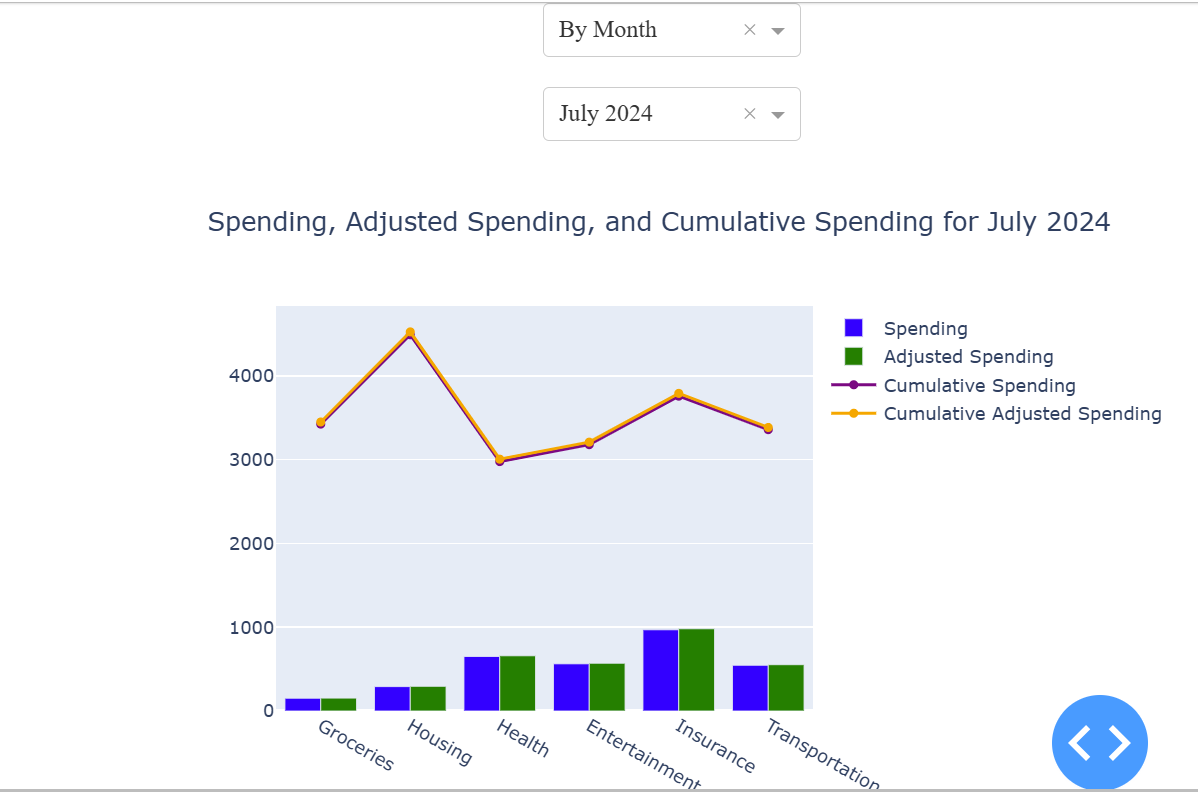 By Month
July 2024
Spending, Adjusted Spending, and Cumulative Spending for July 2024
Spending
Adjusted Spending
Cumulative Spending
Cumulative Adjusted Spending
4000
3000
2000
1000
0
Groceries
Housing
Health
Entertainment
Insurance
Transportation